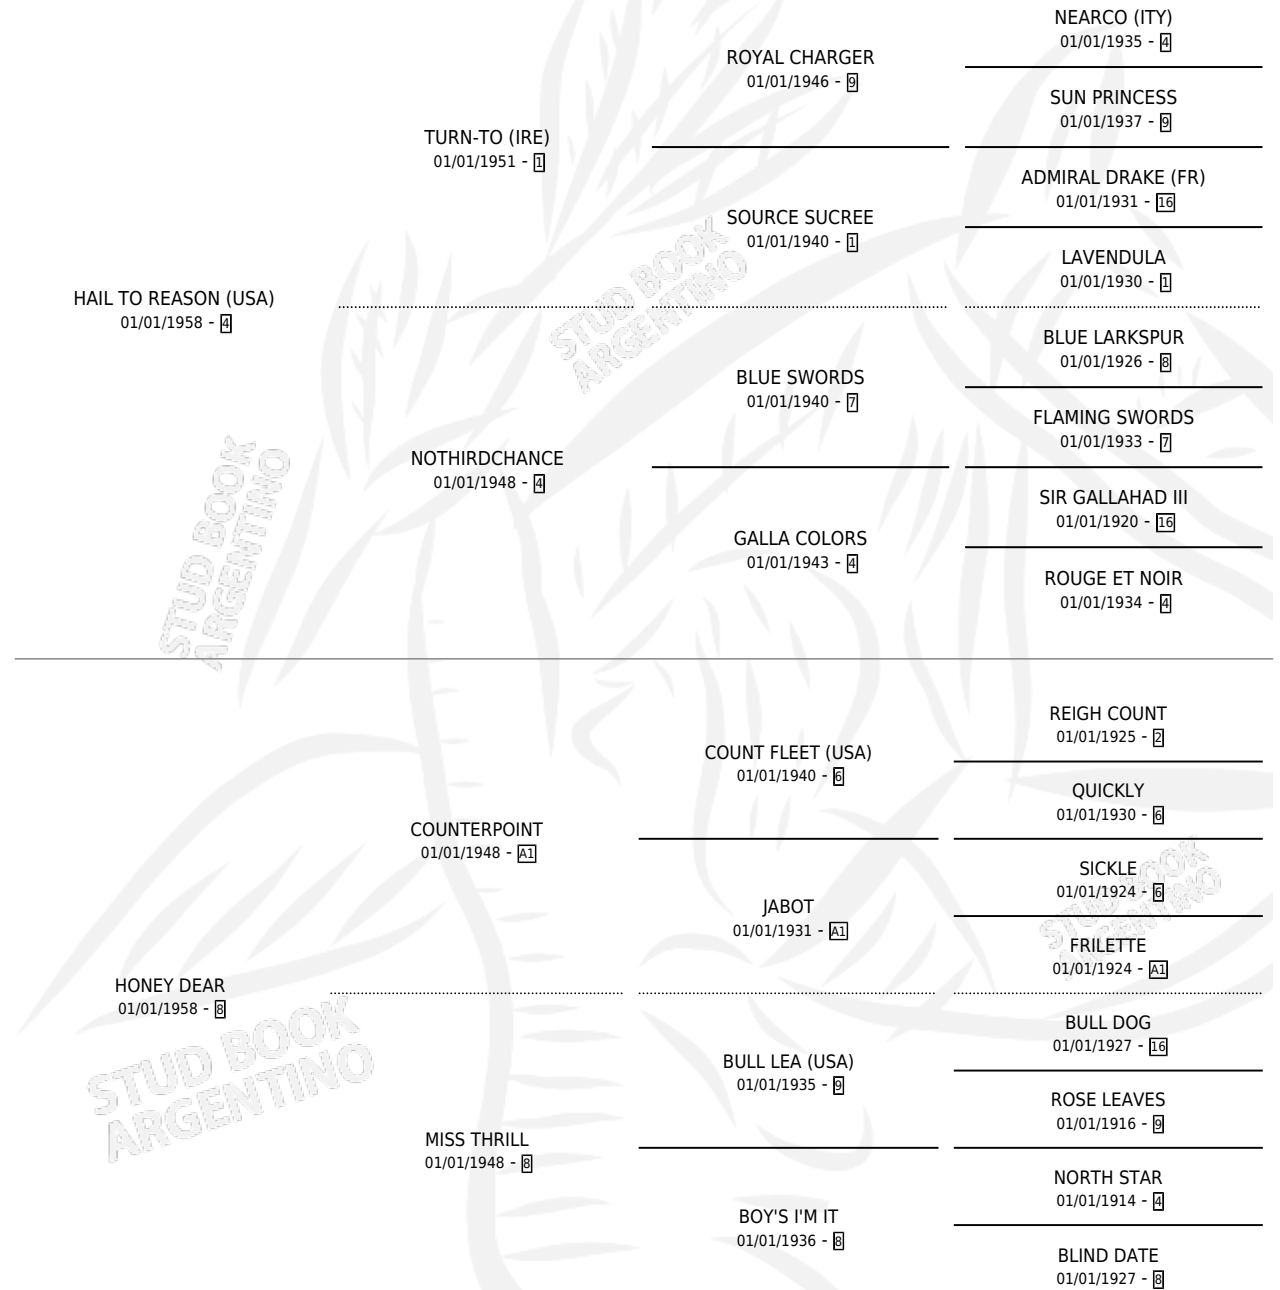 NEARCO (ITY)
01/01/1935 - 4
ROYAL CHARGER
01/01/1946 - 9
SUN PRINCESS
01/01/1937 - 9
TURN-TO (IRE)
01/01/1951 - 1
ADMIRAL DRAKE (FR)
01/01/1931 - 16
SOURCE SUCREE
01/01/1940 - 1
LAVENDULA
01/01/1930 - 1
HAIL TO REASON (USA)
01/01/1958 - 4
BLUE LARKSPUR
01/01/1926 - 8
BLUE SWORDS
01/01/1940 - 7
FLAMING SWORDS
01/01/1933 - 7
NOTHIRDCHANCE
01/01/1948 - 4
SIR GALLAHAD III
01/01/1920 - 16
GALLA COLORS
01/01/1943 - 4
ROUGE ET NOIR
01/01/1934 - 4
REIGH COUNT
01/01/1925 - 2
COUNT FLEET (USA)
01/01/1940 - 6
QUICKLY
01/01/1930 - 6
COUNTERPOINT
01/01/1948 - A1
SICKLE
01/01/1924 - 6
JABOT
01/01/1931 - A1
FRILETTE
01/01/1924 - A1
HONEY DEAR
01/01/1958 - 8
BULL DOG
01/01/1927 - 16
BULL LEA (USA)
01/01/1935 - 9
ROSE LEAVES
01/01/1916 - 9
MISS THRILL
01/01/1948 - 8
NORTH STAR
01/01/1914 - 4
BOY'S I'M IT
01/01/1936 - 8
BLIND DATE
01/01/1927 - 8
STUD BOOK
ARGENTINO
STUD BOOK
ARGENTINO
STUD BOOK
ARGENTINO
STUD BOOK
ARGENTINO